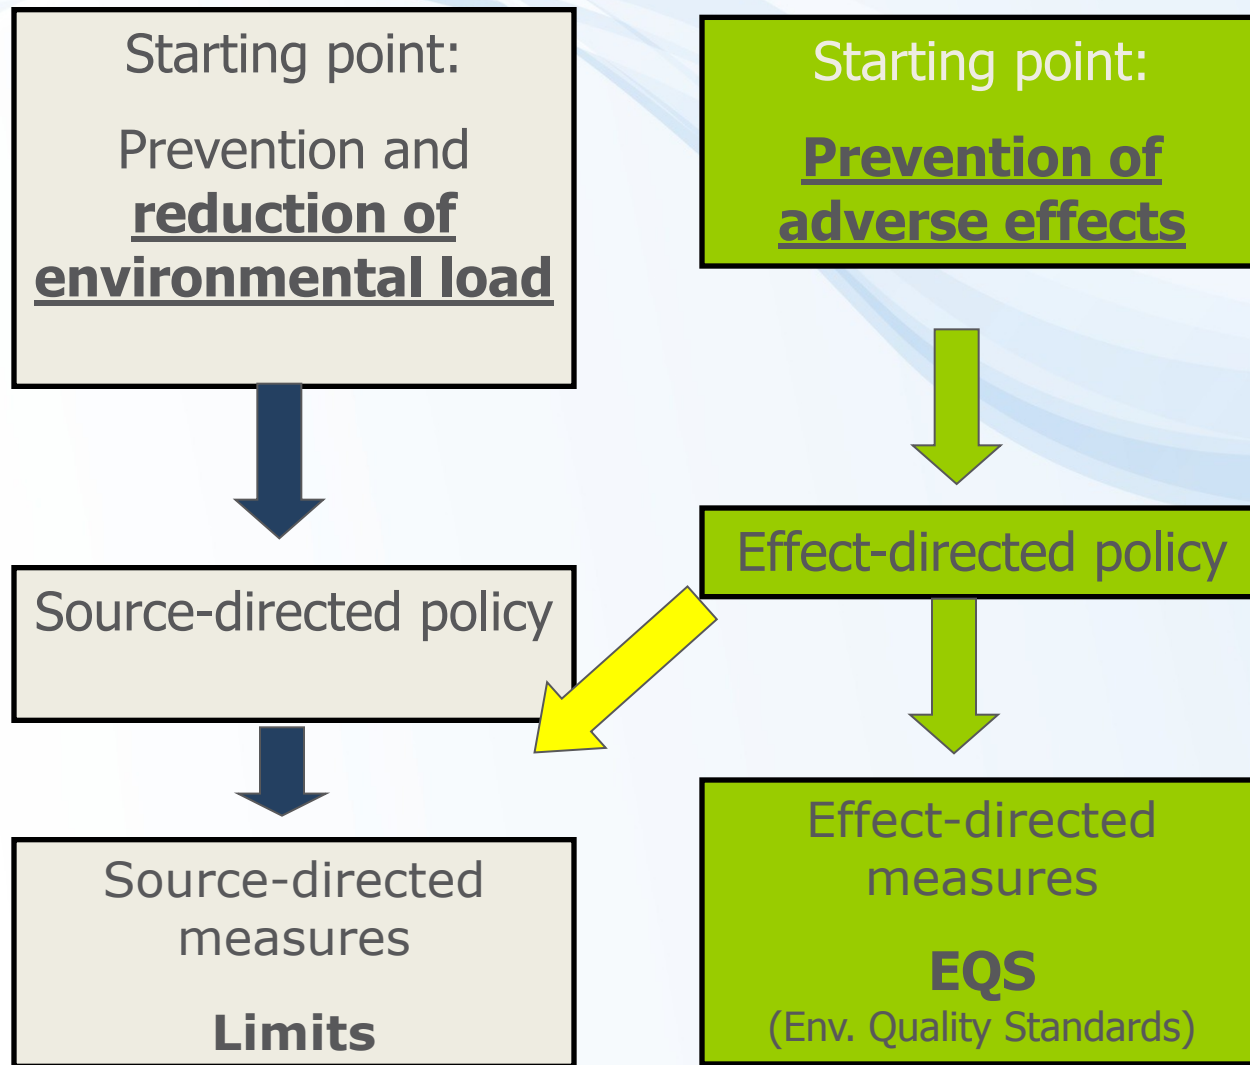 Starting point:
Prevention and
reduction of
environmental load
Source-directed policy
Source-directed
measures
Limits
Starting point:
Prevention of
adverse effects
Effect-directed policy
Effect-directed
measures
EQS
(Env. Quality Standards)